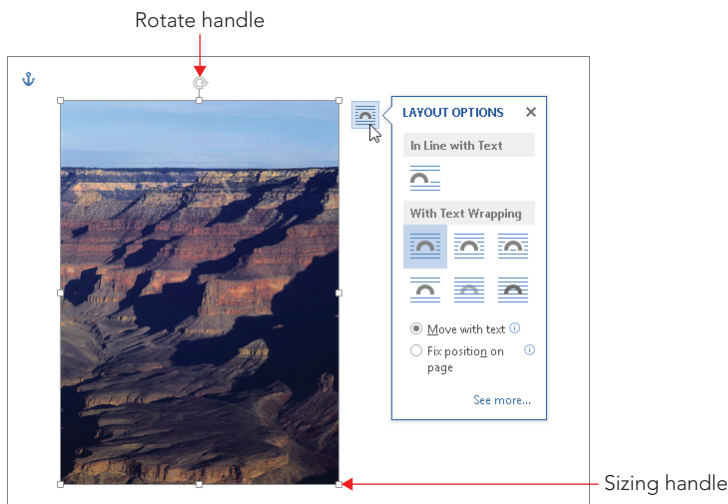 Rotate handle
LAYOUT OPTIONS
In Line with Text
With Text Wrapping
Move with text
Fix position on
page
See more...
Sizing handle